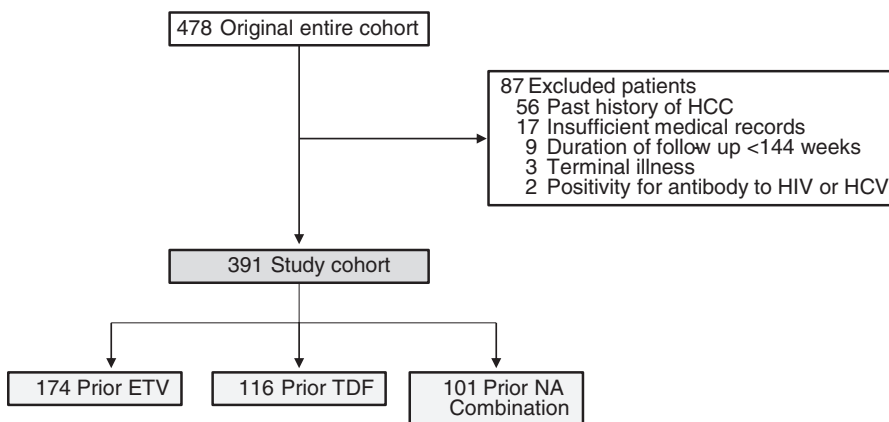 478 Original entire cohort
87 Excluded patients
56 Past history of HCC
17 Insufficient medical records
9 Duration of follow up <144 weeks
3 Terminal illness
2 Positivity for antibody to HIV or HCV
391 Study cohort
174 Prior ETV
116 Prior TDF
101 Prior NA
Combination